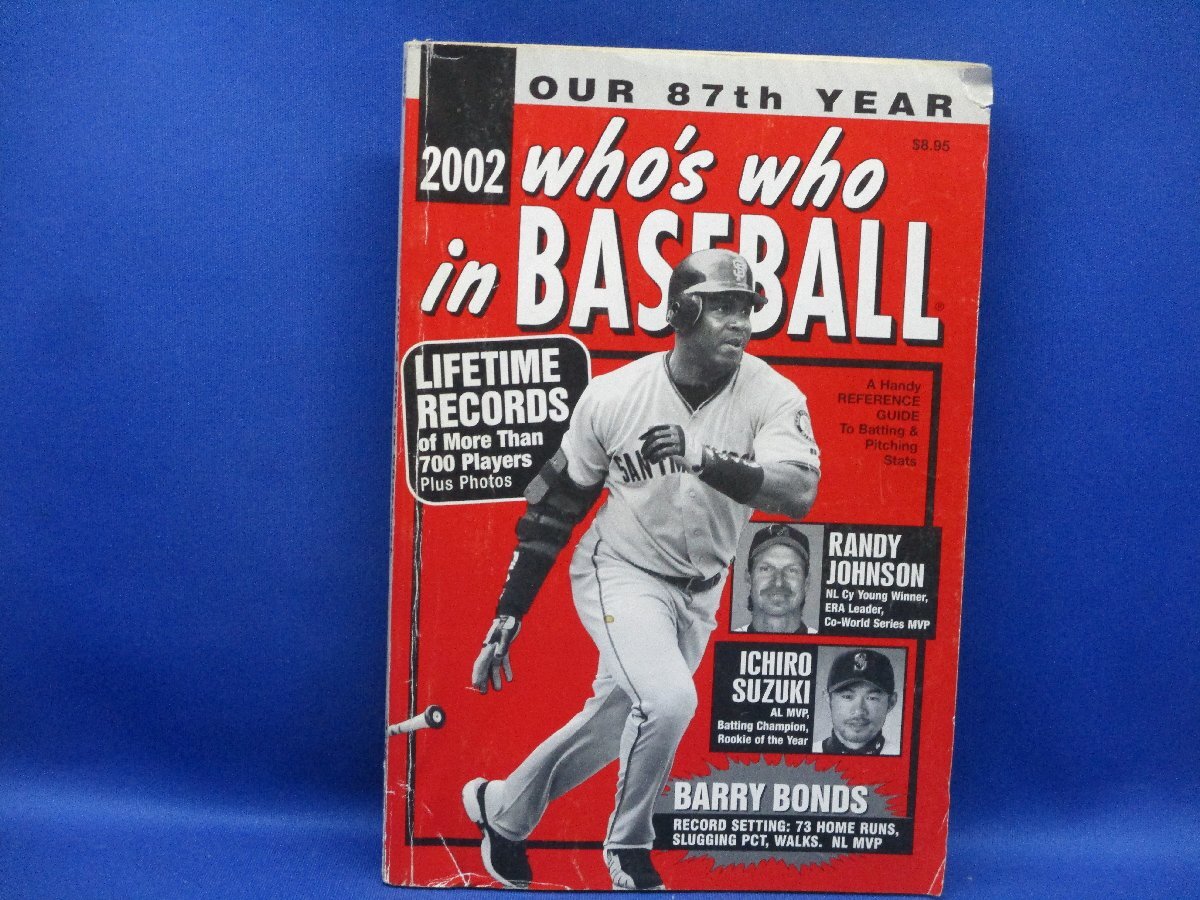 OUR 87th YEAR
$8.95
2002 who's who
in BASEBALL®
LIFETIME
RECORDS
of More Than
700 Players
Plus Photos
A Handy
REFERENCE
GUIDE
To Batting &
Pitching
Stats
RANDY
JOHNSON
NL Cy Young Winner,
ERA Leader,
Co-World Series MVP
ICHIRO
SUZUKI
AL MVP,
Batting Champion,
Rookie of the Year
BARRY BONDS
RECORD SETTING: 73 HOME RUNS,
SLUGGING PCT, WALKS. NL MVP